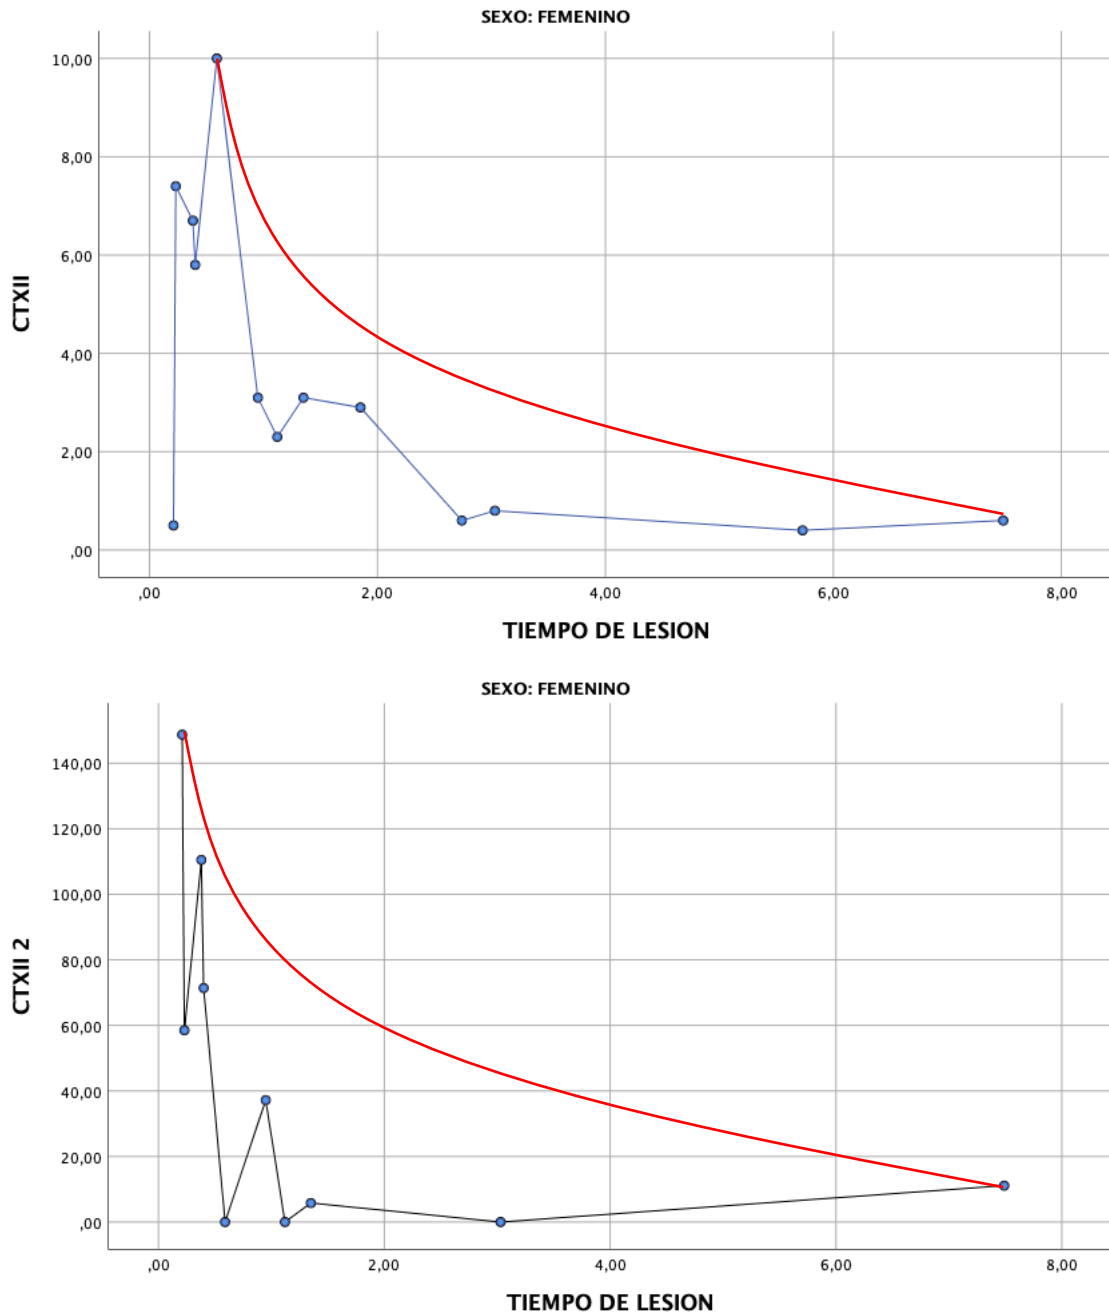 SEXO: FEMENINO
10,00
8,00
6,00
4,00
2,00
,00
CTXII
,00 2,00 4,00 6,00 8,00
TIEMPO DE LESION
SEXO: FEMENINO
140,00
120,00
100,00
80,00
60,00
40,00
20,00
,00
CTXII 2
,00 2,00 4,00 6,00 8,00
TIEMPO DE LESION